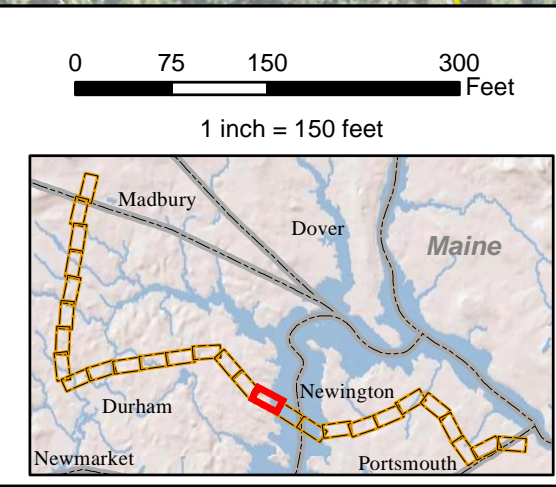 0 75 150 300
Feet
1 inch = 150 feet
Madbury
Dover
Maine
Newington
Durham
Newmarket
Portsmouth